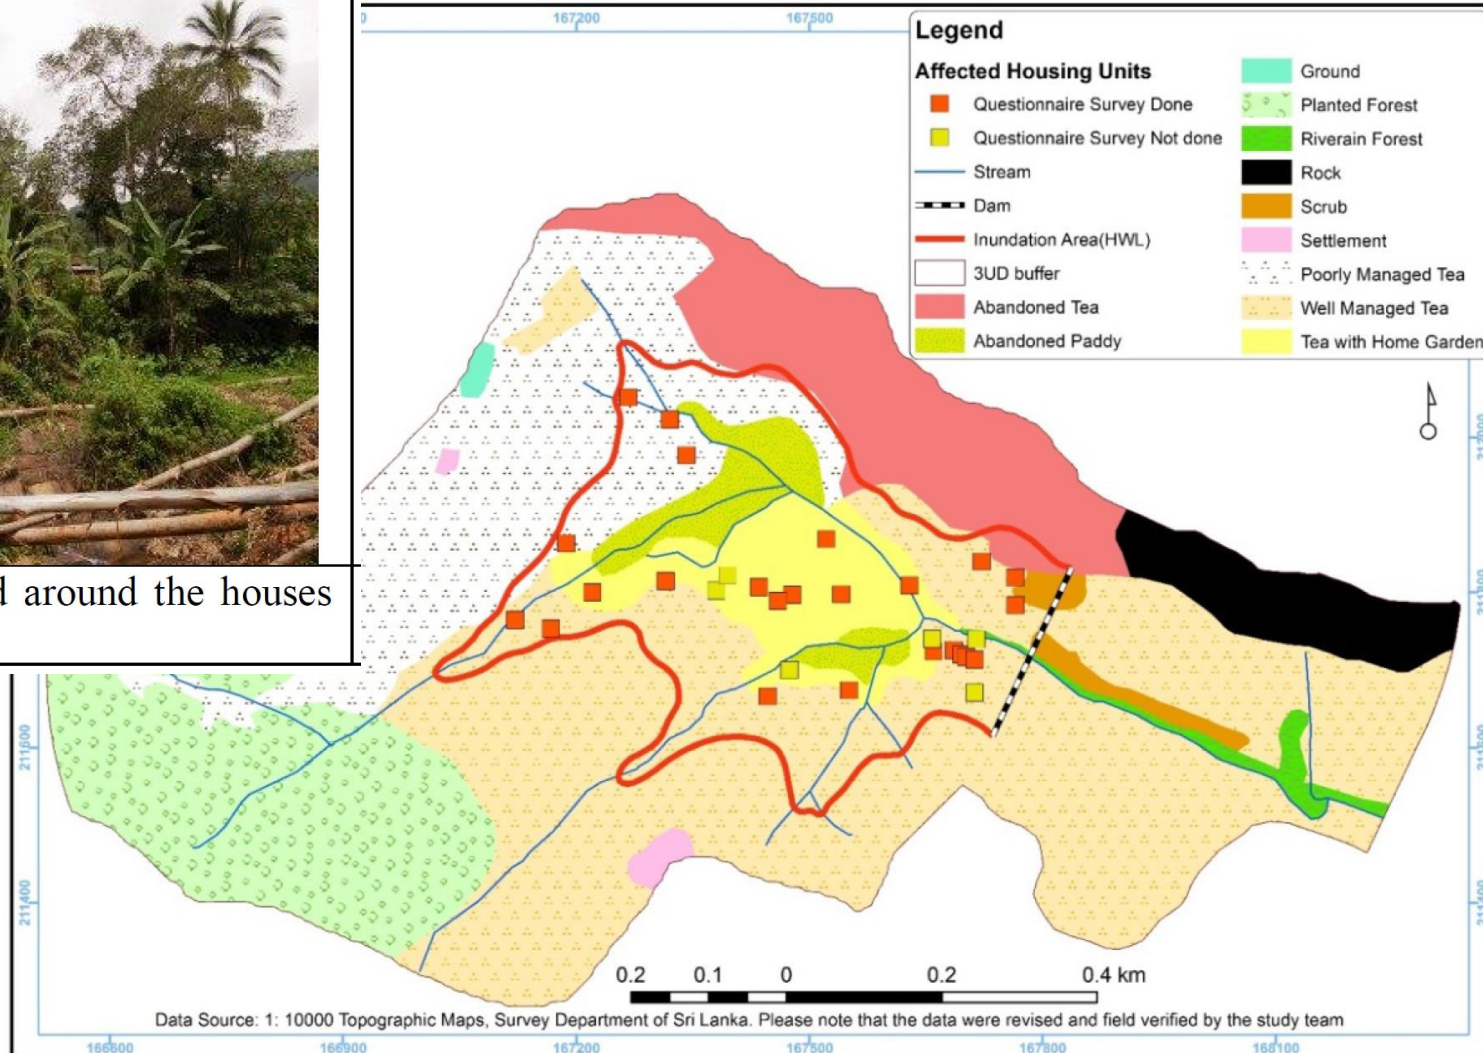 d around the houses
0
167200
167500
Legend
Affected Housing Units
Questionnaire Survey Done
Questionnaire Survey Not done
Stream
Dam
Inundation Area(HWL)
3UD buffer
Abandoned Tea
Abandoned Paddy
Ground
Planted Forest
Riverain Forest
Rock
Scrub
Settlement
Poorly Managed Tea
Well Managed Tea
Tea with Home Garden
211600
211400
0.2 0.1 0 0.2 0.4 km
Data Source: 1: 10000 Topographic Maps, Survey Department of Sri Lanka. Please note that the data were revised and field verified by the study team
166600
166900
167200
167500
167800
168100